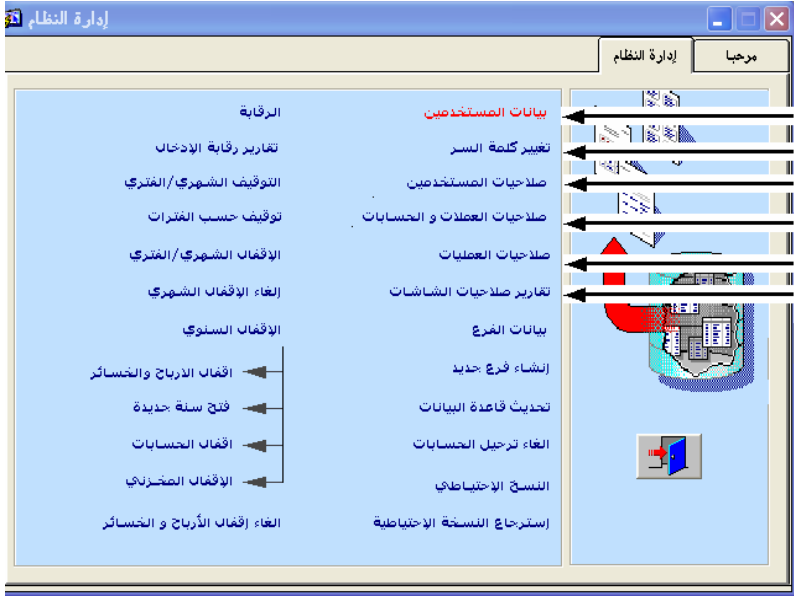 إدارة النظام
مرحبا
إدارة النظام
بيانات المستخدمين
تغيير كلمة السر
صلاحيات المستخدمين
صلاحيات العملات و الحسابات
صلاحيات العمليات
تقارير صلاحيات الشاشات
بيانات الفرع
إنشاء فرع جديد
تحديث قاعدة البيانات
الغاء ترحيل الحسابات
النسخ الإحتياطي
إسترجاع النسخة الإحتياطية
الرقابة
تقارير رقابة الإدخال
التوقيف الشهري/الفتري
توقيف حسب الفترات
الإقفال الشهري/الفتري
إلغاء الإقفال الشهري
الإقفال السنوي
اقفال الارباح والخسائر
فتح سنة جديدة
اقفال الحسابات
الإقفال المخزني
الغاء إقفال الأرباح و الخسائر